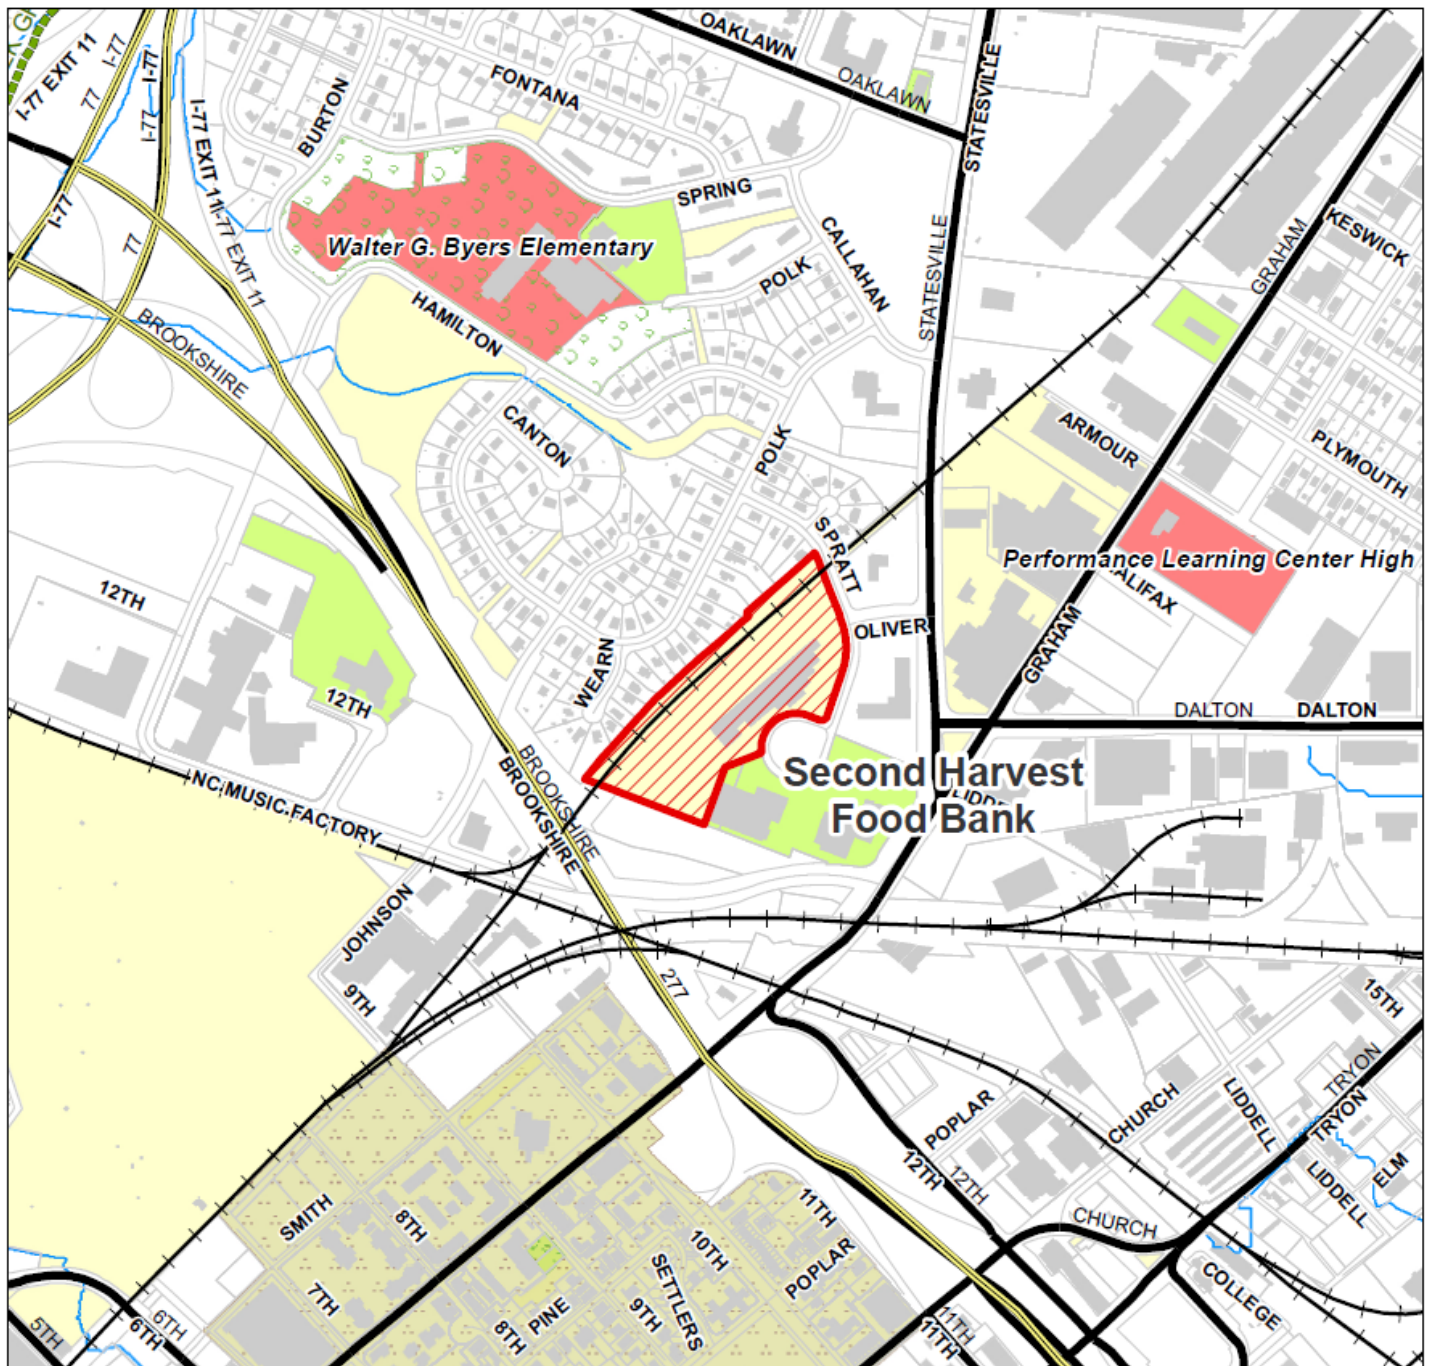 OAKLAWN
OAKLAWN
STATESVILLE
I-77 EXIT 11
I-77
77
I-77
I-77
I-77 EXIT 11
I-77 EXIT 11
BURTON
FONTANA
SPRING
CALLAHAN
KESWICK
GRAHAM
Walter G. Byers Elementary
I-77
77
POLK
STATESVILLE
HAMILTON
BROOKSHIRE
CANTON
POLK
ARMOUR
PLYMOUTH
SPRATT
Performance Learning Center High
HALIFAX
12TH
OLIVER
GRAHAM
WEARN
12TH
DALTON
DALTON
BROOKSHIRE
BROOKSHIRE
Second Harvest
Food Bank
NC MUSIC FACTORY
JOHNSON
9TH
277
15TH
TRYON
TRYON
LIDDELL
CHURCH
POPLAR
12TH
12TH
ELM
LIDDELL
SMITH
8TH
11TH
CHURCH
10TH
POPLAR
COLLEGE
7TH
SETTLERS
PINE
9TH
8TH
6TH
6TH
5TH
11TH
11TH